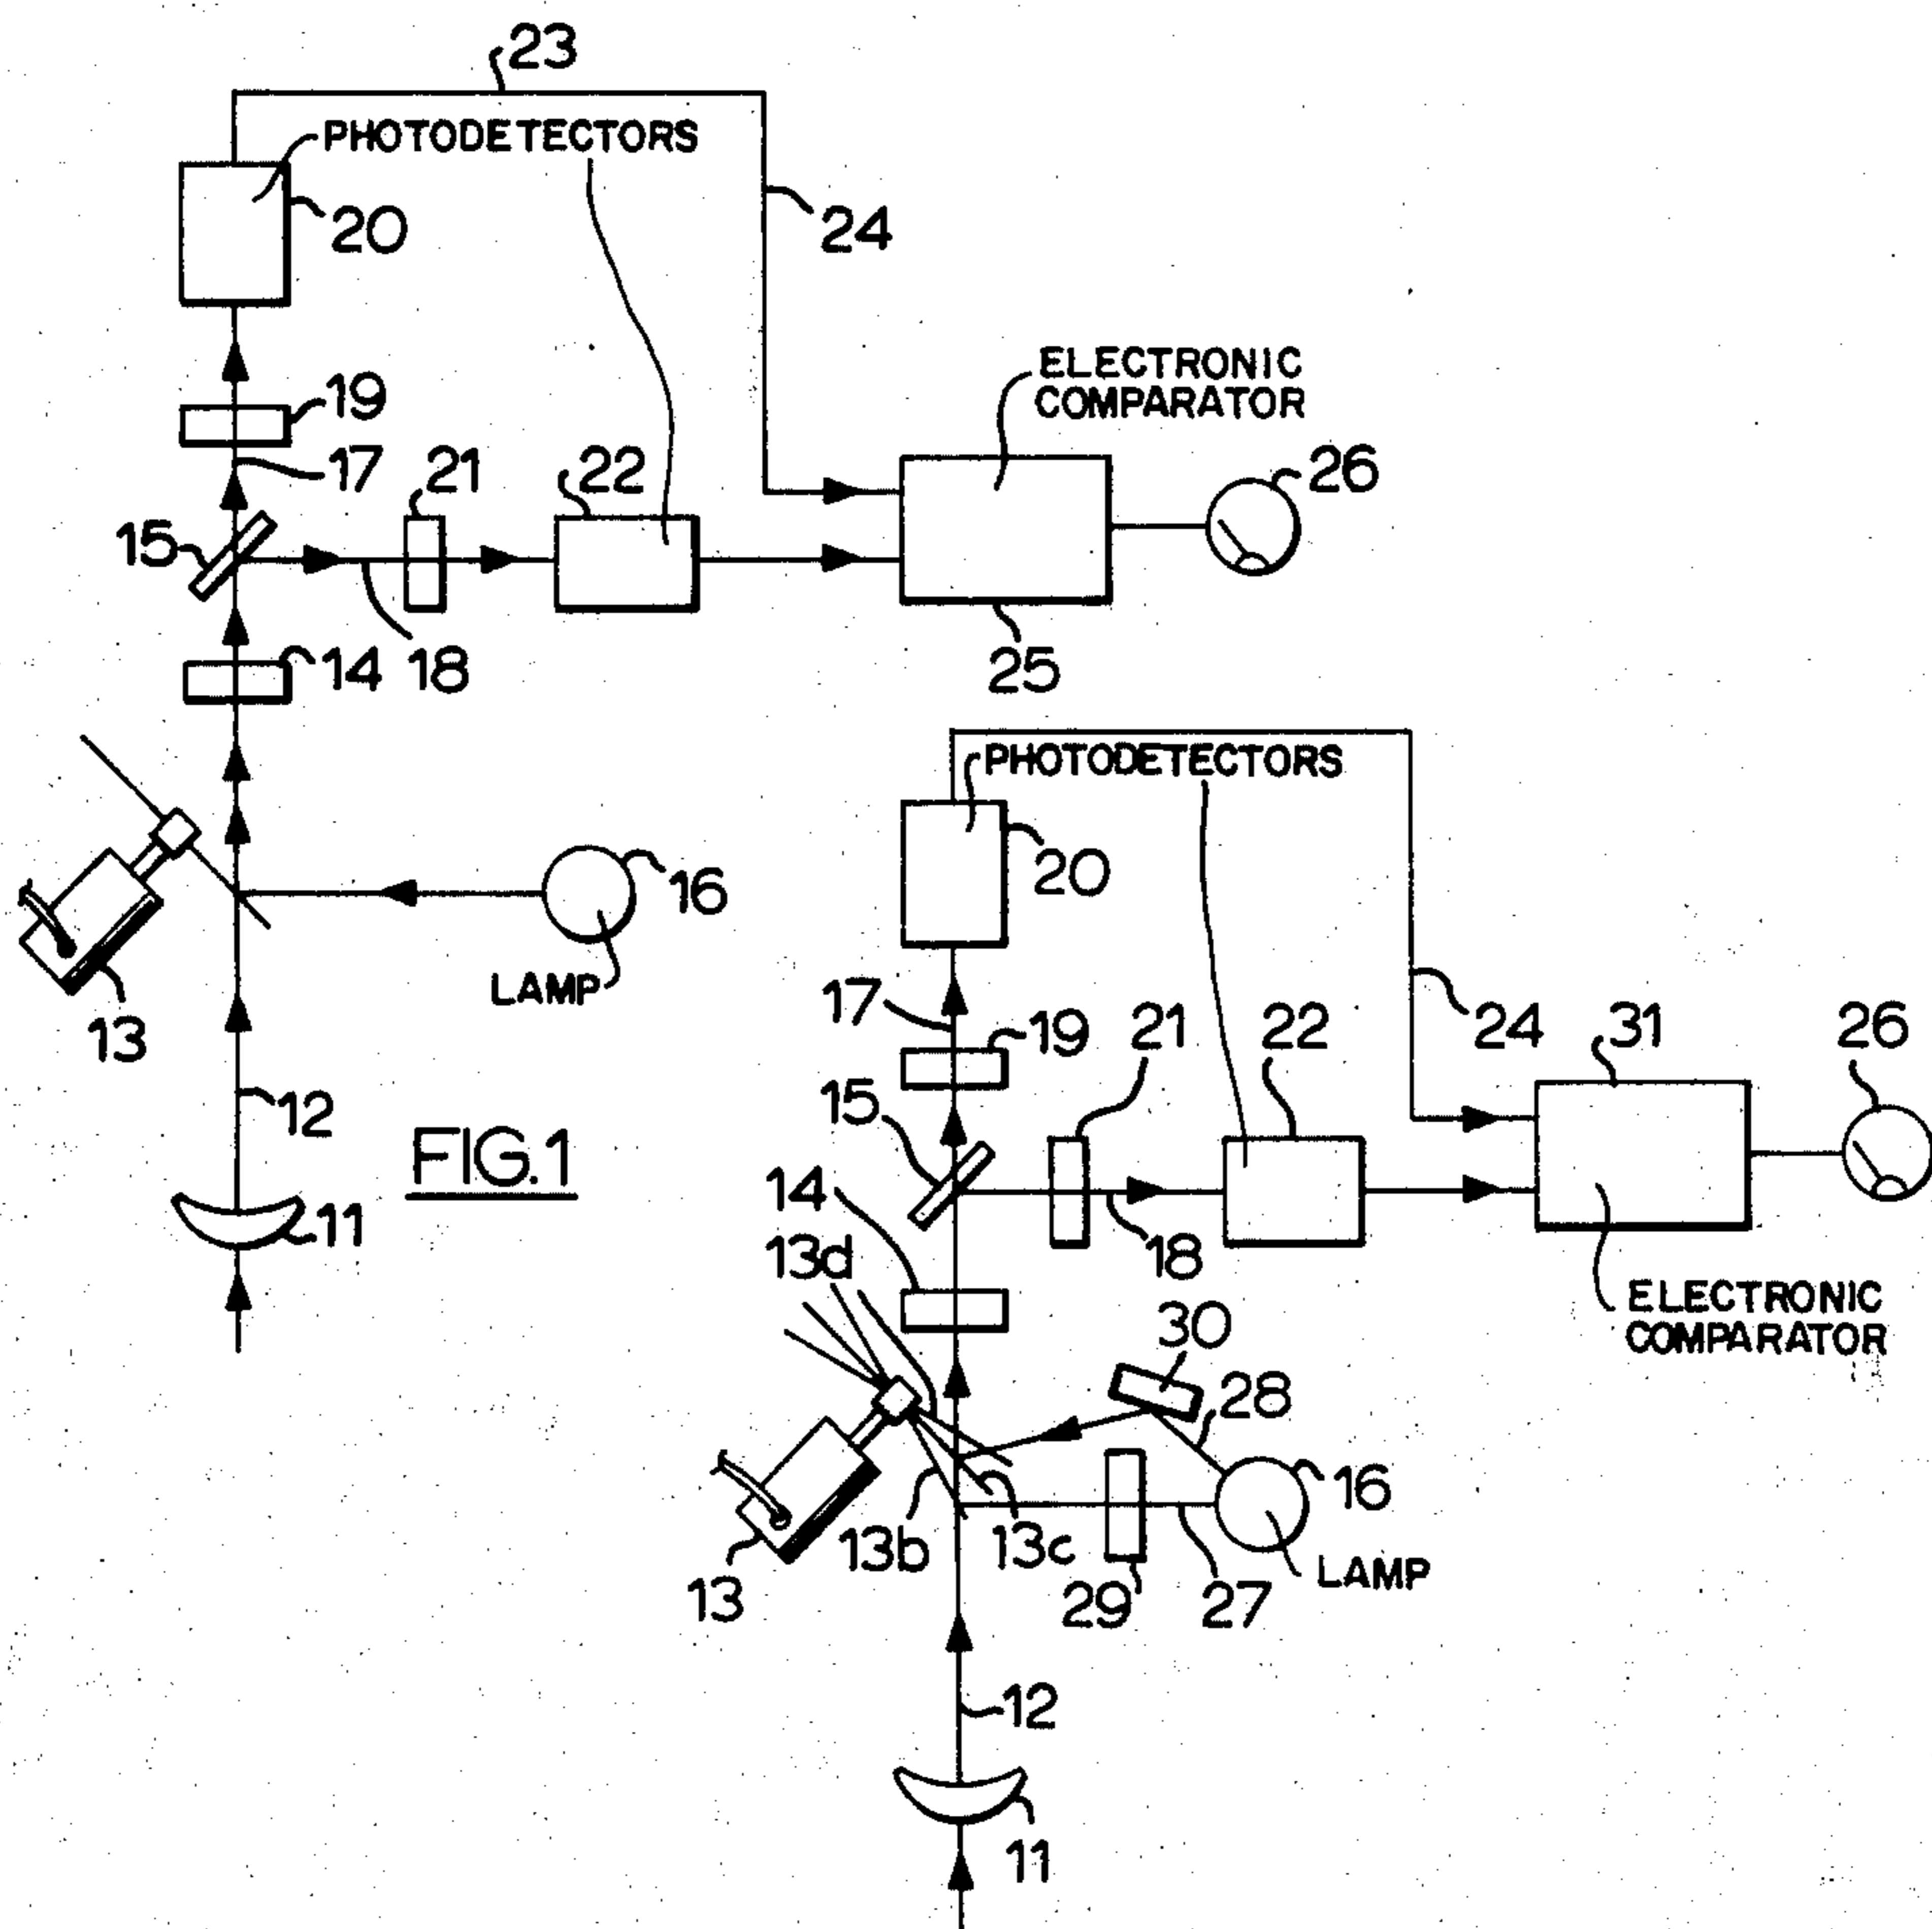 23
PHOTODETECTORS
20
24
19
ELECTRONIC
COMPARATOR
17
21
22
26
15
14
18
25
16
LAMP
13
12
FIG.1
11
PHOTODETECTORS
20
17
19
21
22
24
31
26
15
14
18
13d
ELECTRONIC
COMPARATOR
30
28
16
13b
13c
LAMP
13
29
27
12
11